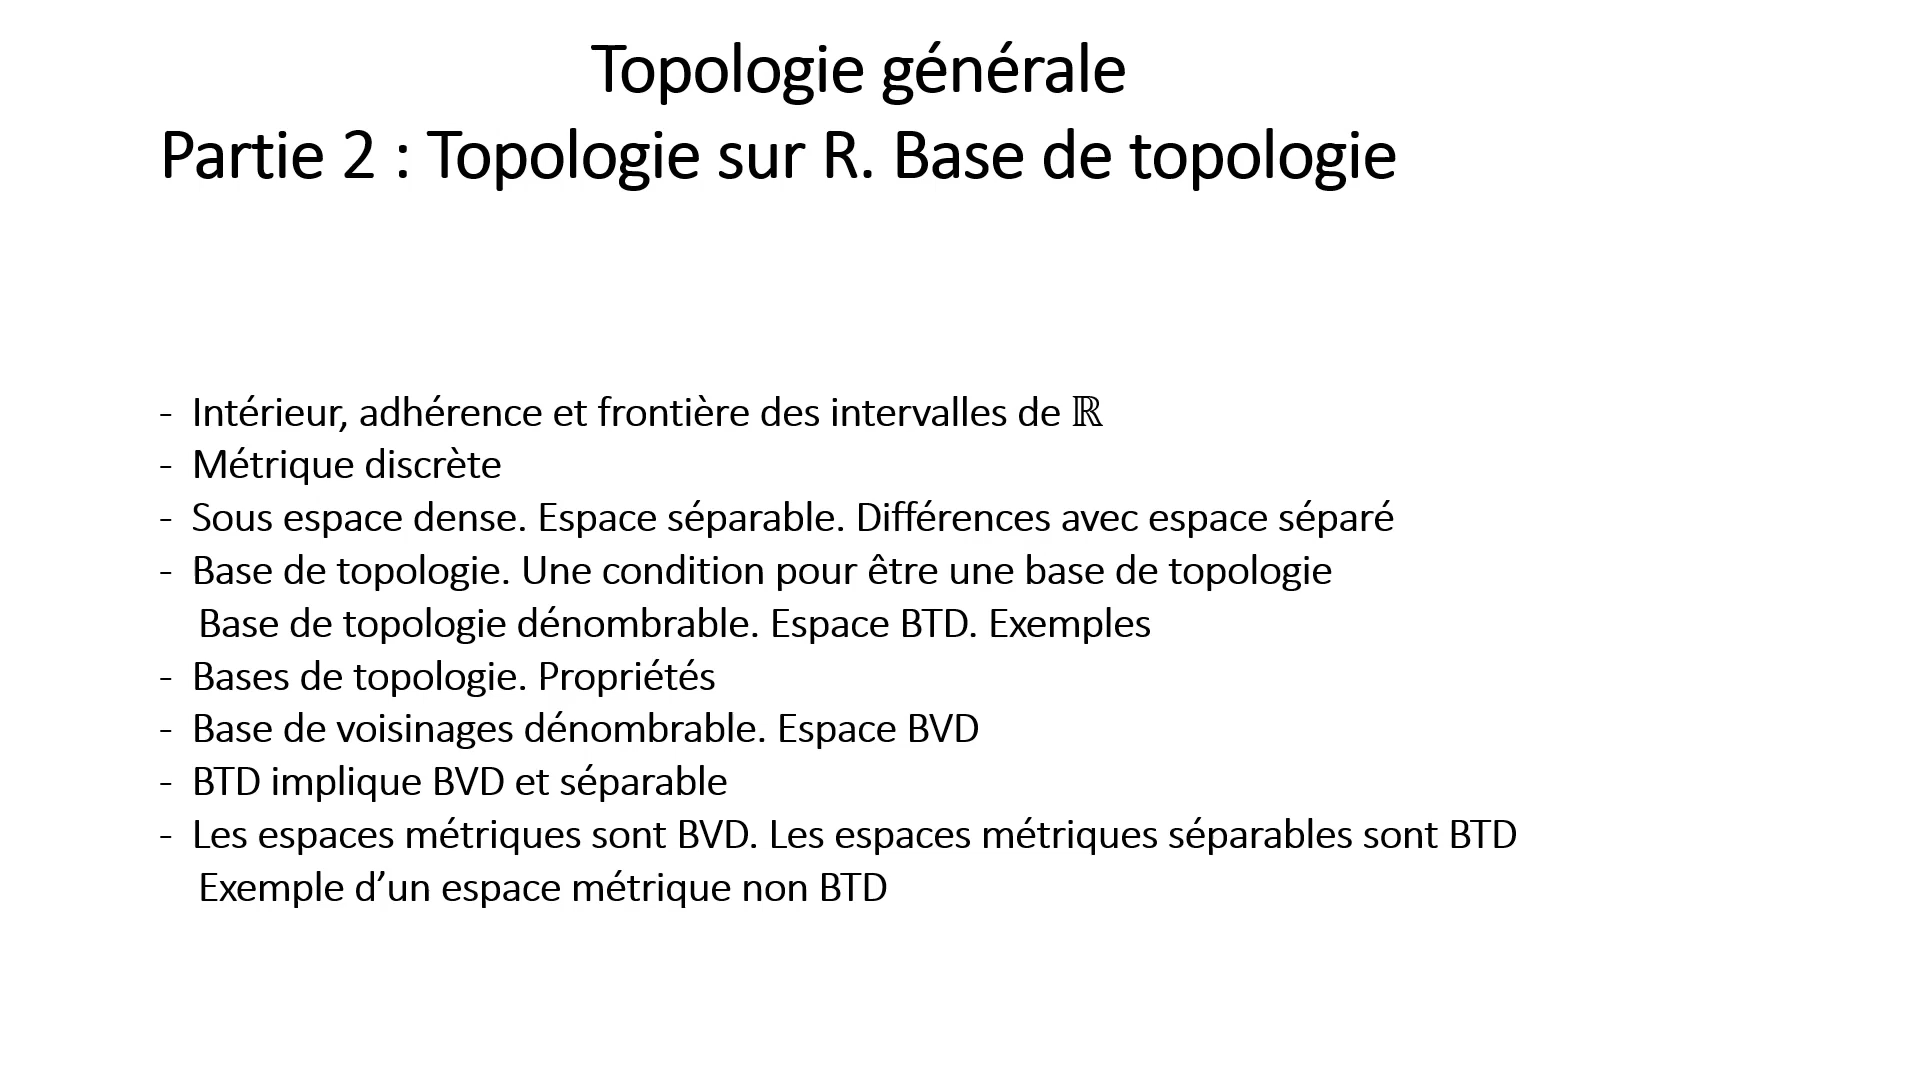 Topologie générale
Partie 2 : Topologie sur R. Base de topologie
- Intérieur, adhérence et frontière des intervalles de ℝ
- Métrique discrète
- Sous espace dense. Espace séparable. Différences avec espace séparé
- Base de topologie. Une condition pour être une base de topologie
Base de topologie dénombrable. Espace BTD. Exemples
- Bases de topologie. Propriétés
- Base de voisinages dénombrable. Espace BVD
- BTD implique BVD et séparable
- Les espaces métriques sont BVD. Les espaces métriques séparables sont BTD
Exemple d’un espace métrique non BTD